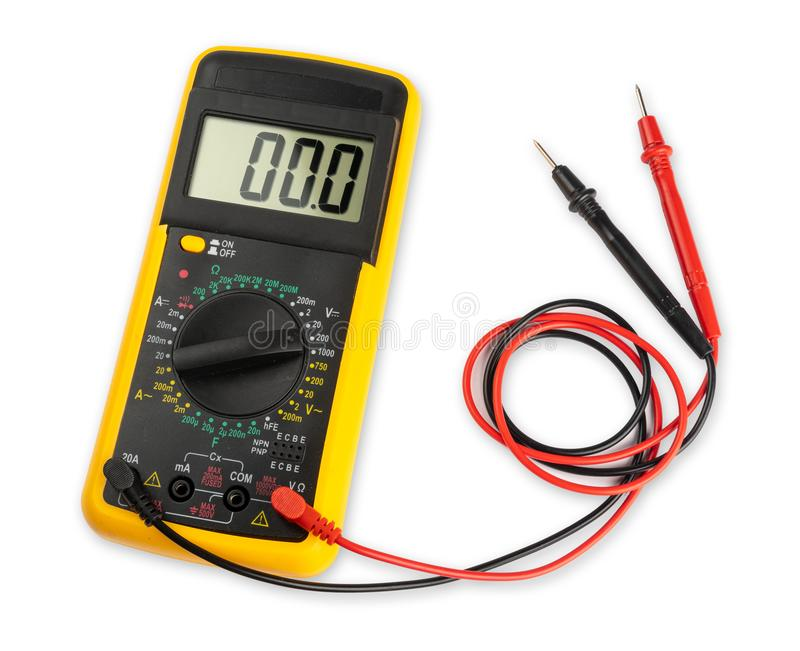 00.0
ON
OFF
Ω
200 2K 20K 200K 2M 20M 200M
A⎓ 2m 20m 200m 20
200m
V⎓ 2 20 200 1000
A~ 20 200m 20m 2m
750 200 20 2 200m V~
200µ 20µ 2µ 200n 20n hFE
F
NPN E C B E
PNP E C B E
20A mA Cx COM VΩ
MAX
200mA
FUSED
MAX
1000V⎓
750V~
MAX
500V
dreamstime